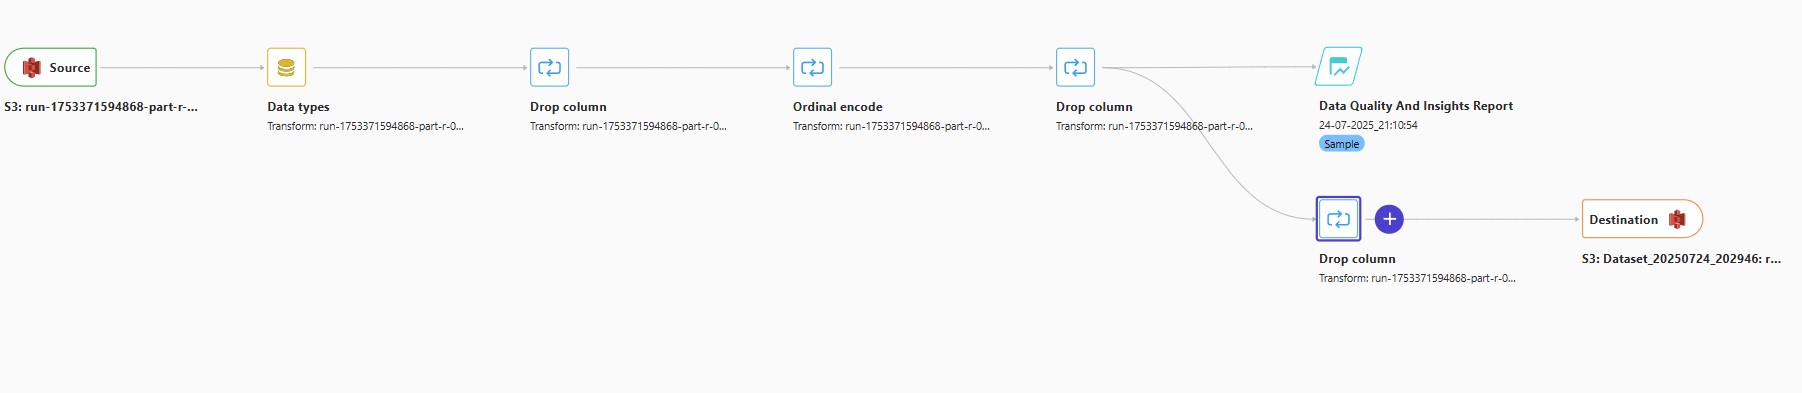 Source
S3: run-1753371594868-part-r-...
Data types
Transform: run-1753371594868-part-r-0...
Drop column
Transform: run-1753371594868-part-r-0...
Ordinal encode
Transform: run-1753371594868-part-r-0...
Drop column
Transform: run-1753371594868-part-r-0...
Data Quality And Insights Report
24-07-2025_21:10:54
Sample
Drop column
Transform: run-1753371594868-part-r-0...
Destination
S3: Dataset_20250724_202946: r...